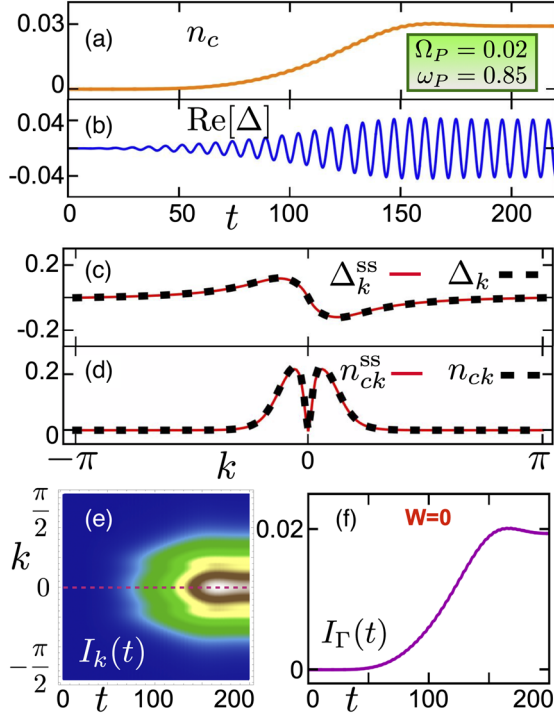 0.03
(a)
n_c
Ω_P = 0.02
ω_P = 0.85
0
(b)
Re[Δ]
0.04
-0.04
0 50 100 150 200
t
0.2
(c)
Δ_k^ss
Δ_k
-0.2
(d)
n_ck^ss
n_ck
0.2
0
−π k 0 π
(e)
π/2
k
0
−π/2
I_k(t)
0 t 100 200
(f)
W=0
0.02
I_Γ(t)
0
0 t 100 200